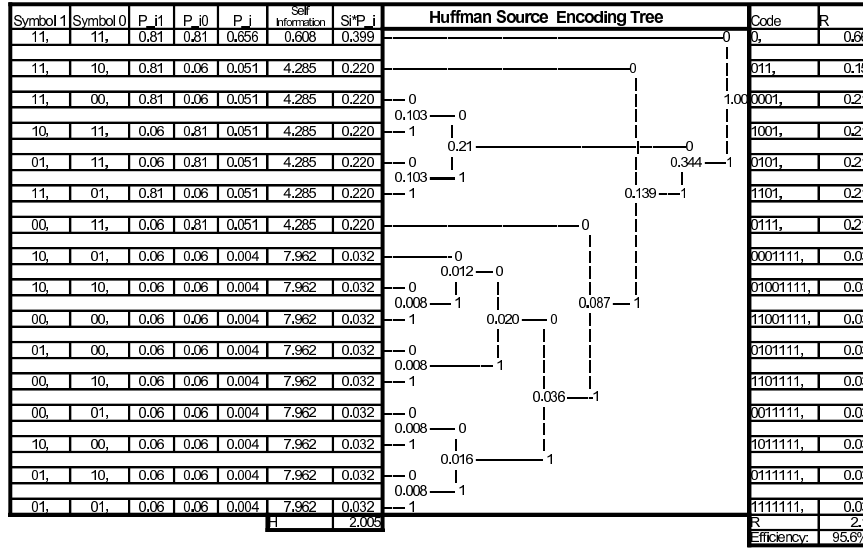 Symbol 1 Symbol 0 P_i1 P_i0 P_i Self Information Si*P_i Huffman Source Encoding Tree Code R
11, 11, 0.81 0.81 0.656 0.608 0.399 0 0,
11, 10, 0.81 0.06 0.051 4.285 0.220 0 011,
11, 00, 0.81 0.06 0.051 4.285 0.220 0 1.00 0001,
0.103 0
10, 11, 0.06 0.81 0.051 4.285 0.220 1 1001,
0.21 0
01, 11, 0.06 0.81 0.051 4.285 0.220 0 0.344 1 0101,
0.103 1
11, 01, 0.81 0.06 0.051 4.285 0.220 1 0.139 1 1101,
00, 11, 0.06 0.81 0.051 4.285 0.220 0 0111,
10, 01, 0.06 0.06 0.004 7.962 0.032 0 0001111,
0.012 0
10, 10, 0.06 0.06 0.004 7.962 0.032 0 01001111,
0.008 1 0.087 1
00, 00, 0.06 0.06 0.004 7.962 0.032 1 0.020 0 11001111,
01, 00, 0.06 0.06 0.004 7.962 0.032 0 0101111,
0.008 1
00, 10, 0.06 0.06 0.004 7.962 0.032 1 1101111,
0.036 1
00, 01, 0.06 0.06 0.004 7.962 0.032 0 0011111,
0.008 0
10, 00, 0.06 0.06 0.004 7.962 0.032 1 1011111,
0.016 1
01, 10, 0.06 0.06 0.004 7.962 0.032 0 0111111,
0.008 1
01, 01, 0.06 0.06 0.004 7.962 0.032 1 1111111,
H 2.005 R
Efficiency: 95.6%